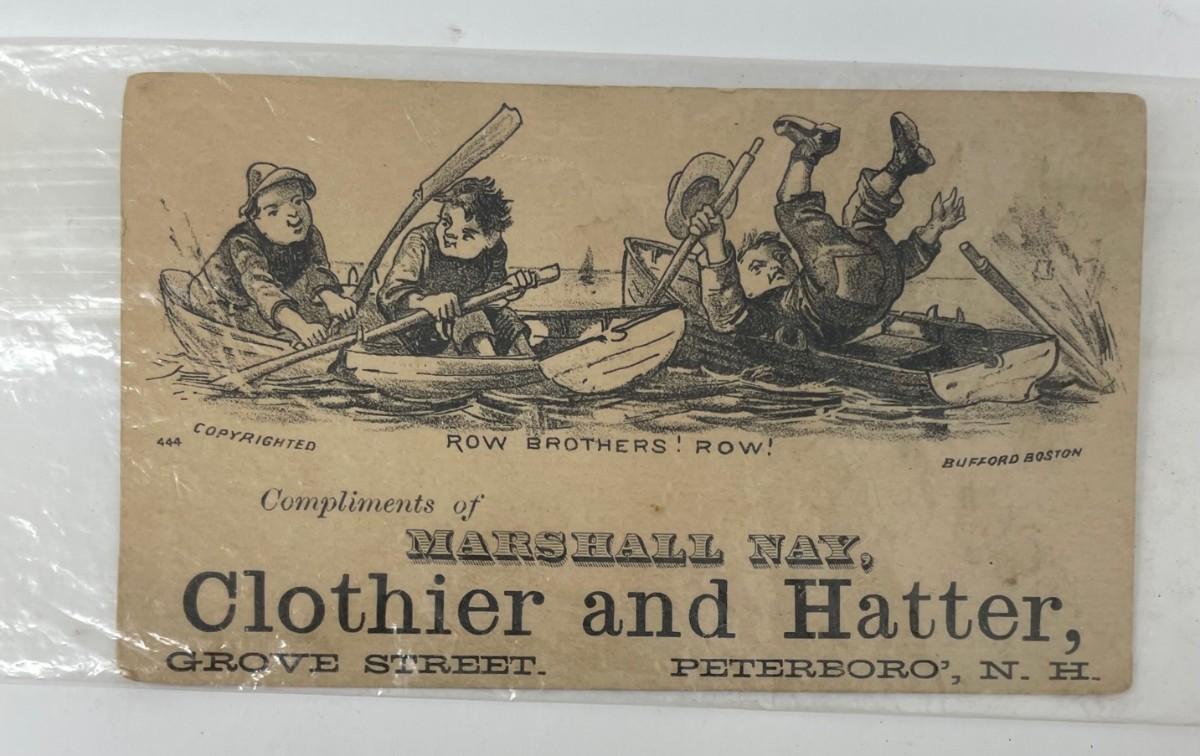 444 COPYRIGHTED ROW BROTHERS! ROW! BUFFORD BOSTON
Compliments of
MARSHALL NAY,
Clothier and Hatter,
GROVE STREET. PETERBORO', N. H.